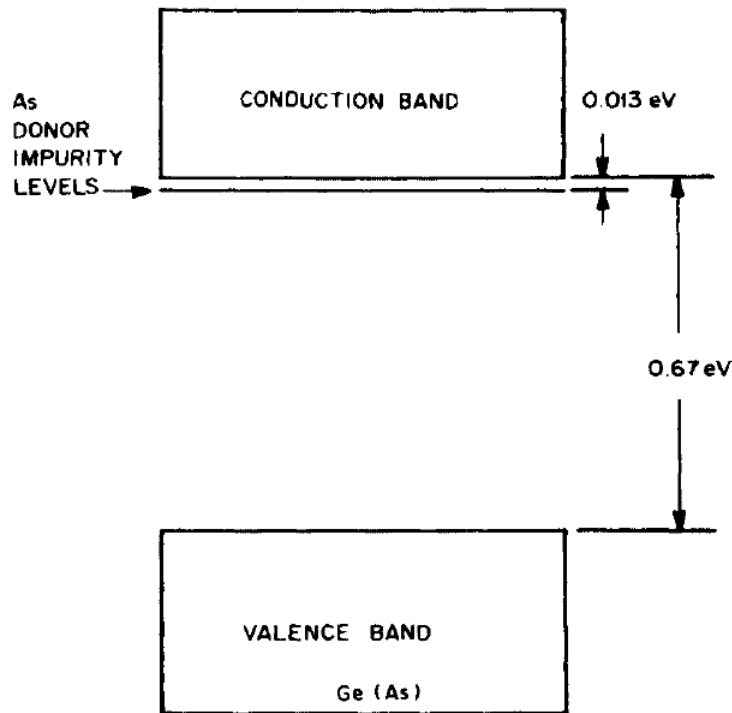 CONDUCTION BAND
0.013 eV
As
DONOR
IMPURITY
LEVELS
0.67 eV
VALENCE BAND
Ge (As)